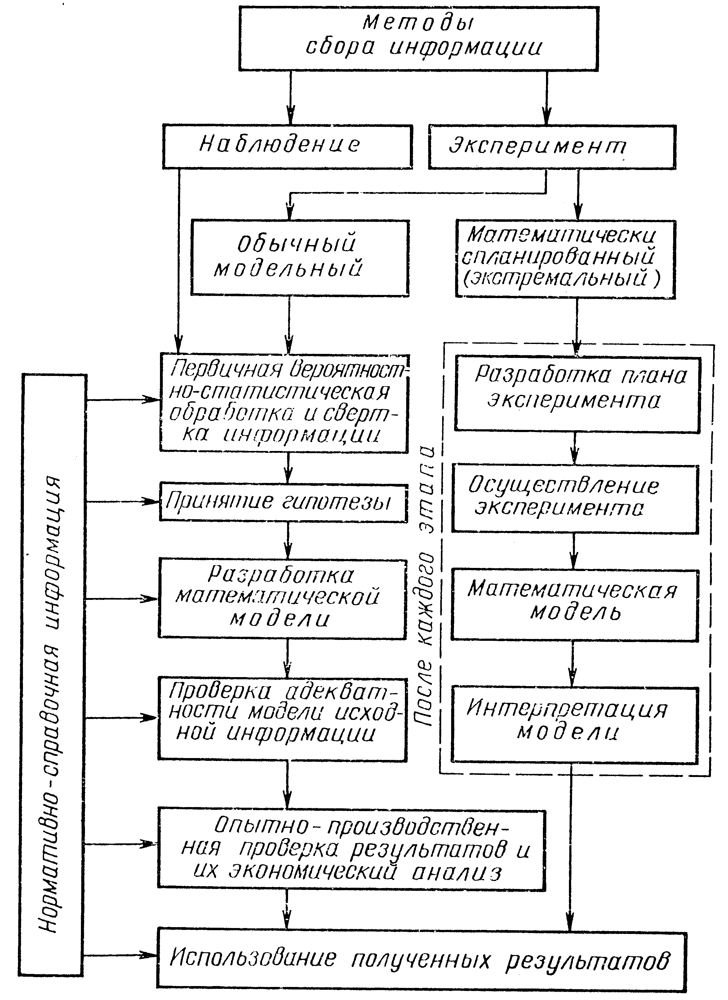 Методы
сбора информации
Наблюдение
Эксперимент
Обычный
модельный
Математически
спланированный
(экстремальный)
Первичная вероятност-
но-статистическая
обработка и сверт-
ка информации
Разработка плана
эксперимента
Принятие гипотезы
Осуществление
эксперимента
Разработка
математической
модели
Математическая
модель
Проверка адекват-
ности модели исход-
ной информации
Интерпретация
модели
После каждого этапа
Опытно-производствен-
ная проверка результатов и
их экономический анализ
Использование полученных результатов
Нормативно-справочная информация